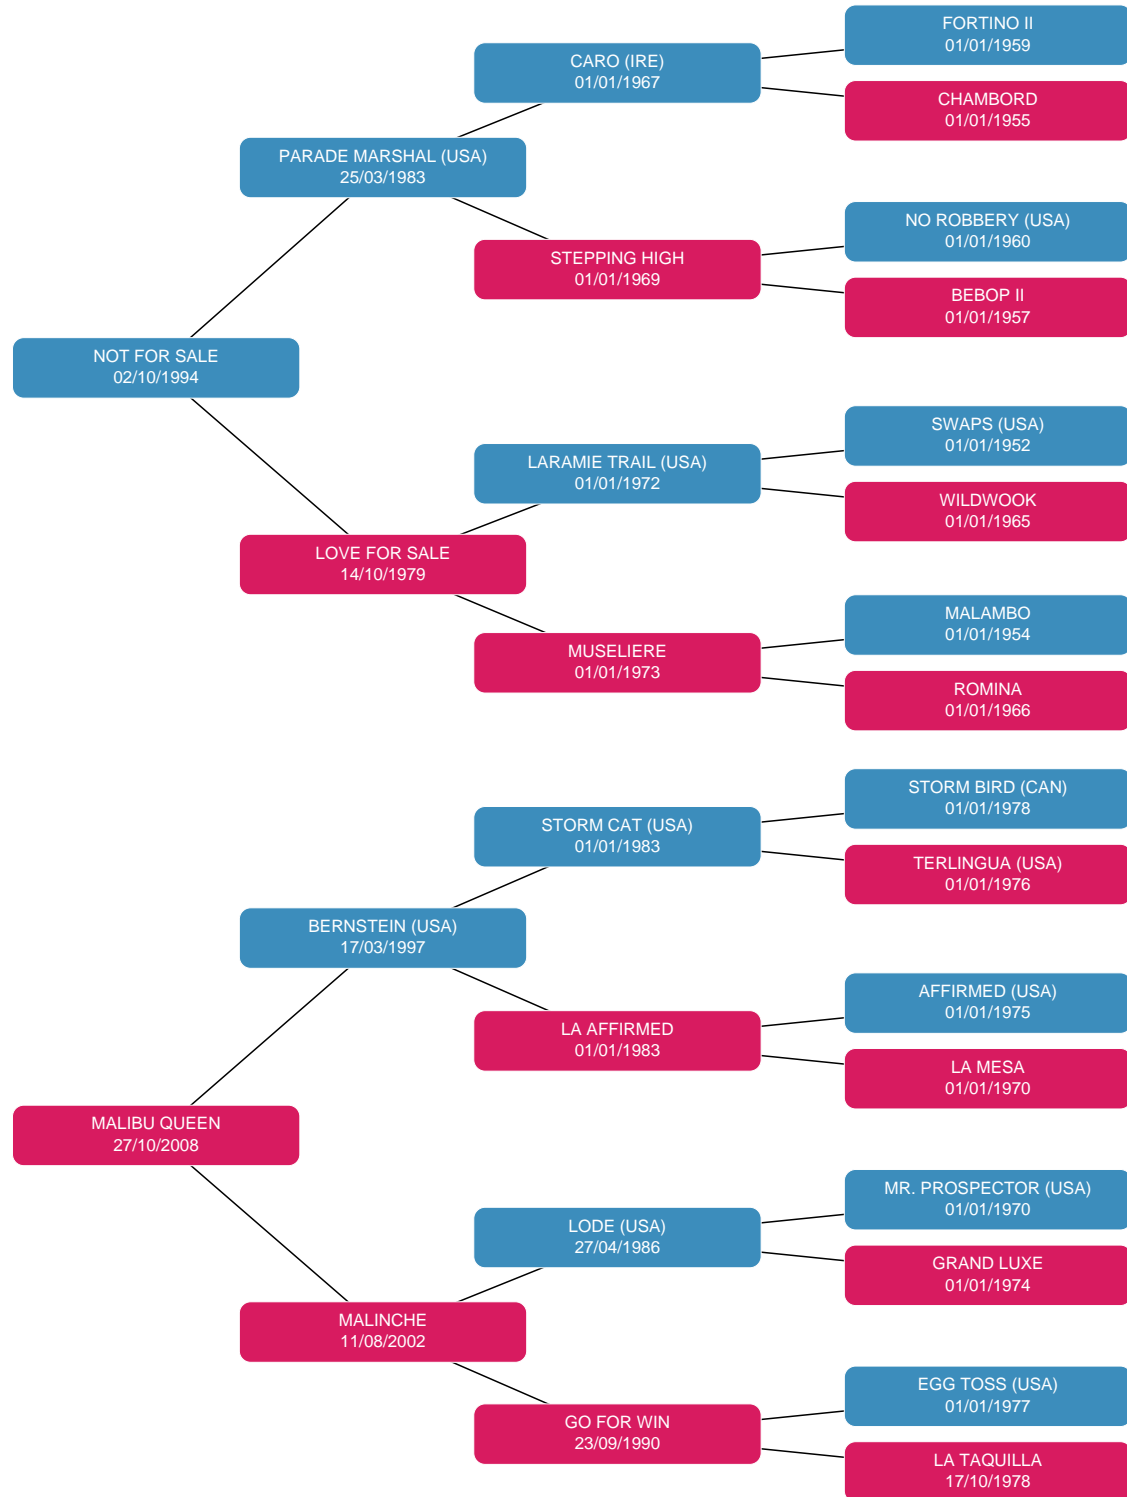 FORTINO II
01/01/1959
CARO (IRE)
01/01/1967
CHAMBORD
01/01/1955
PARADE MARSHAL (USA)
25/03/1983
NO ROBBERY (USA)
01/01/1960
STEPPING HIGH
01/01/1969
BEBOP II
01/01/1957
NOT FOR SALE
02/10/1994
SWAPS (USA)
01/01/1952
LARAMIE TRAIL (USA)
01/01/1972
WILDWOOK
01/01/1965
LOVE FOR SALE
14/10/1979
MALAMBO
01/01/1954
MUSELIERE
01/01/1973
ROMINA
01/01/1966
STORM BIRD (CAN)
01/01/1978
STORM CAT (USA)
01/01/1983
TERLINGUA (USA)
01/01/1976
BERNSTEIN (USA)
17/03/1997
AFFIRMED (USA)
01/01/1975
LA AFFIRMED
01/01/1983
LA MESA
01/01/1970
MALIBU QUEEN
27/10/2008
MR. PROSPECTOR (USA)
01/01/1970
LODE (USA)
27/04/1986
GRAND LUXE
01/01/1974
MALINCHE
11/08/2002
EGG TOSS (USA)
01/01/1977
GO FOR WIN
23/09/1990
LA TAQUILLA
17/10/1978